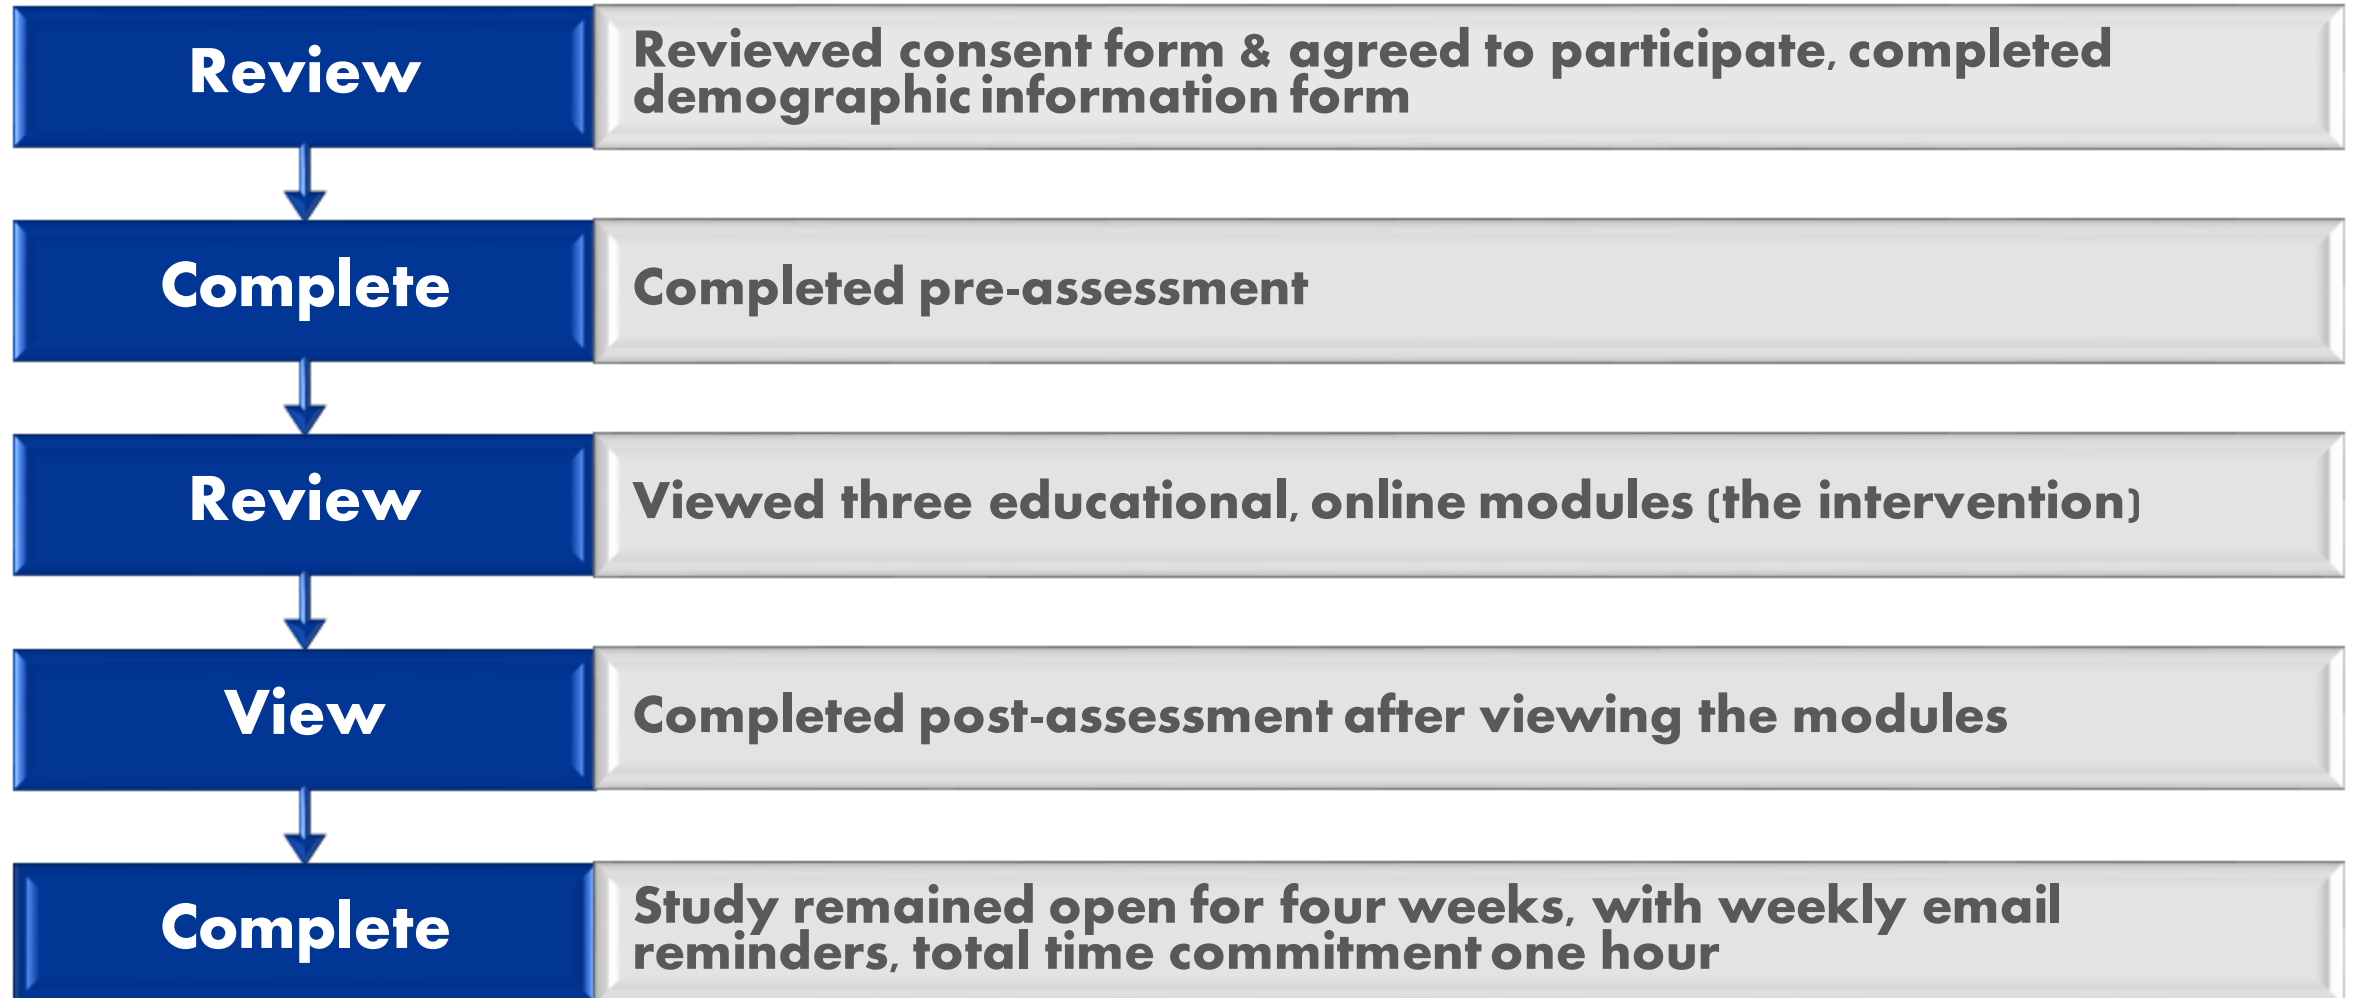 Review
Reviewed consent form & agreed to participate, completed
demographic information form
Complete
Completed pre-assessment
Review
Viewed three educational, online modules (the intervention)
View
Completed post-assessment after viewing the modules
Complete
Study remained open for four weeks, with weekly email
reminders, total time commitment one hour